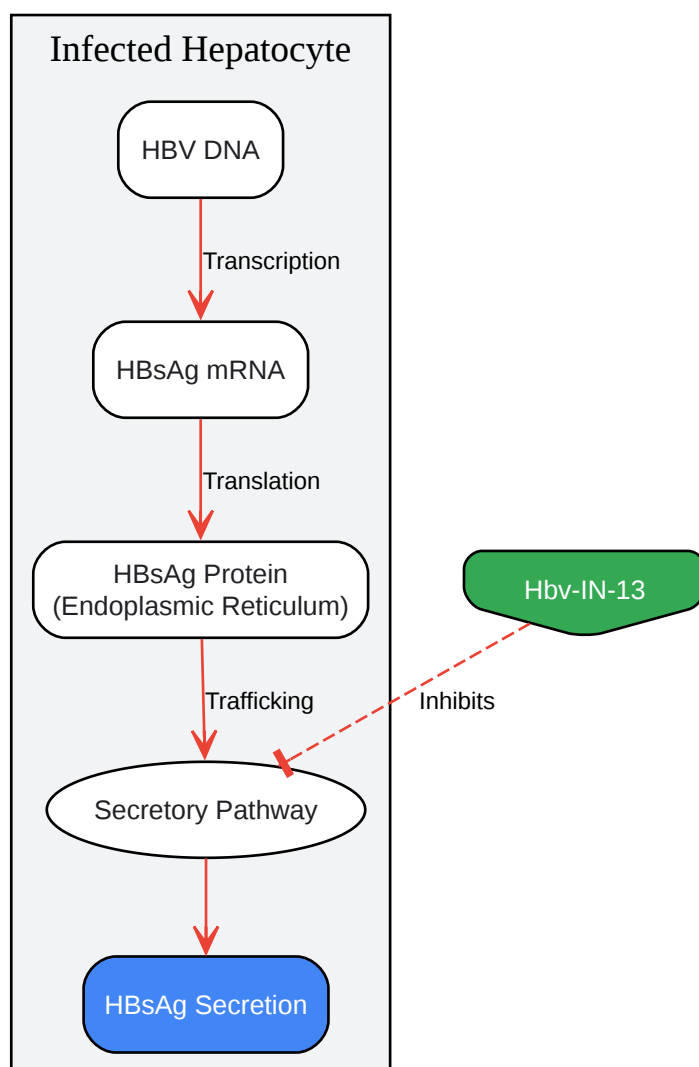 Infected Hepatocyte
HBV DNA
Transcription
HBsAg mRNA
Translation
HBsAg Protein
(Endoplasmic Reticulum)
Hbv-IN-13
Trafficking
Inhibits
Secretory Pathway
HBsAg Secretion